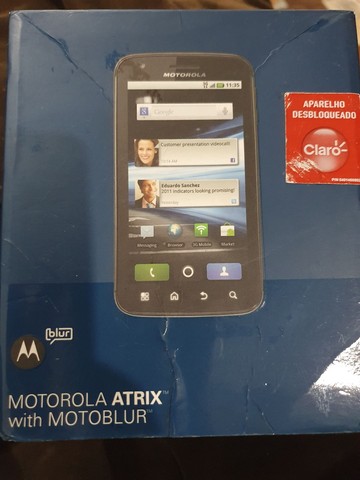 MOTOROLA
11:35
Google
Customer presentation sidmicall!
APARELHO
DESBLOQUEADO
Claro
Eduardo Sanchez
2011 indicators looking promising!
Messaging
Browser
Market
blur
MOTOROLA ATRIX™
with MOTOBLUR™